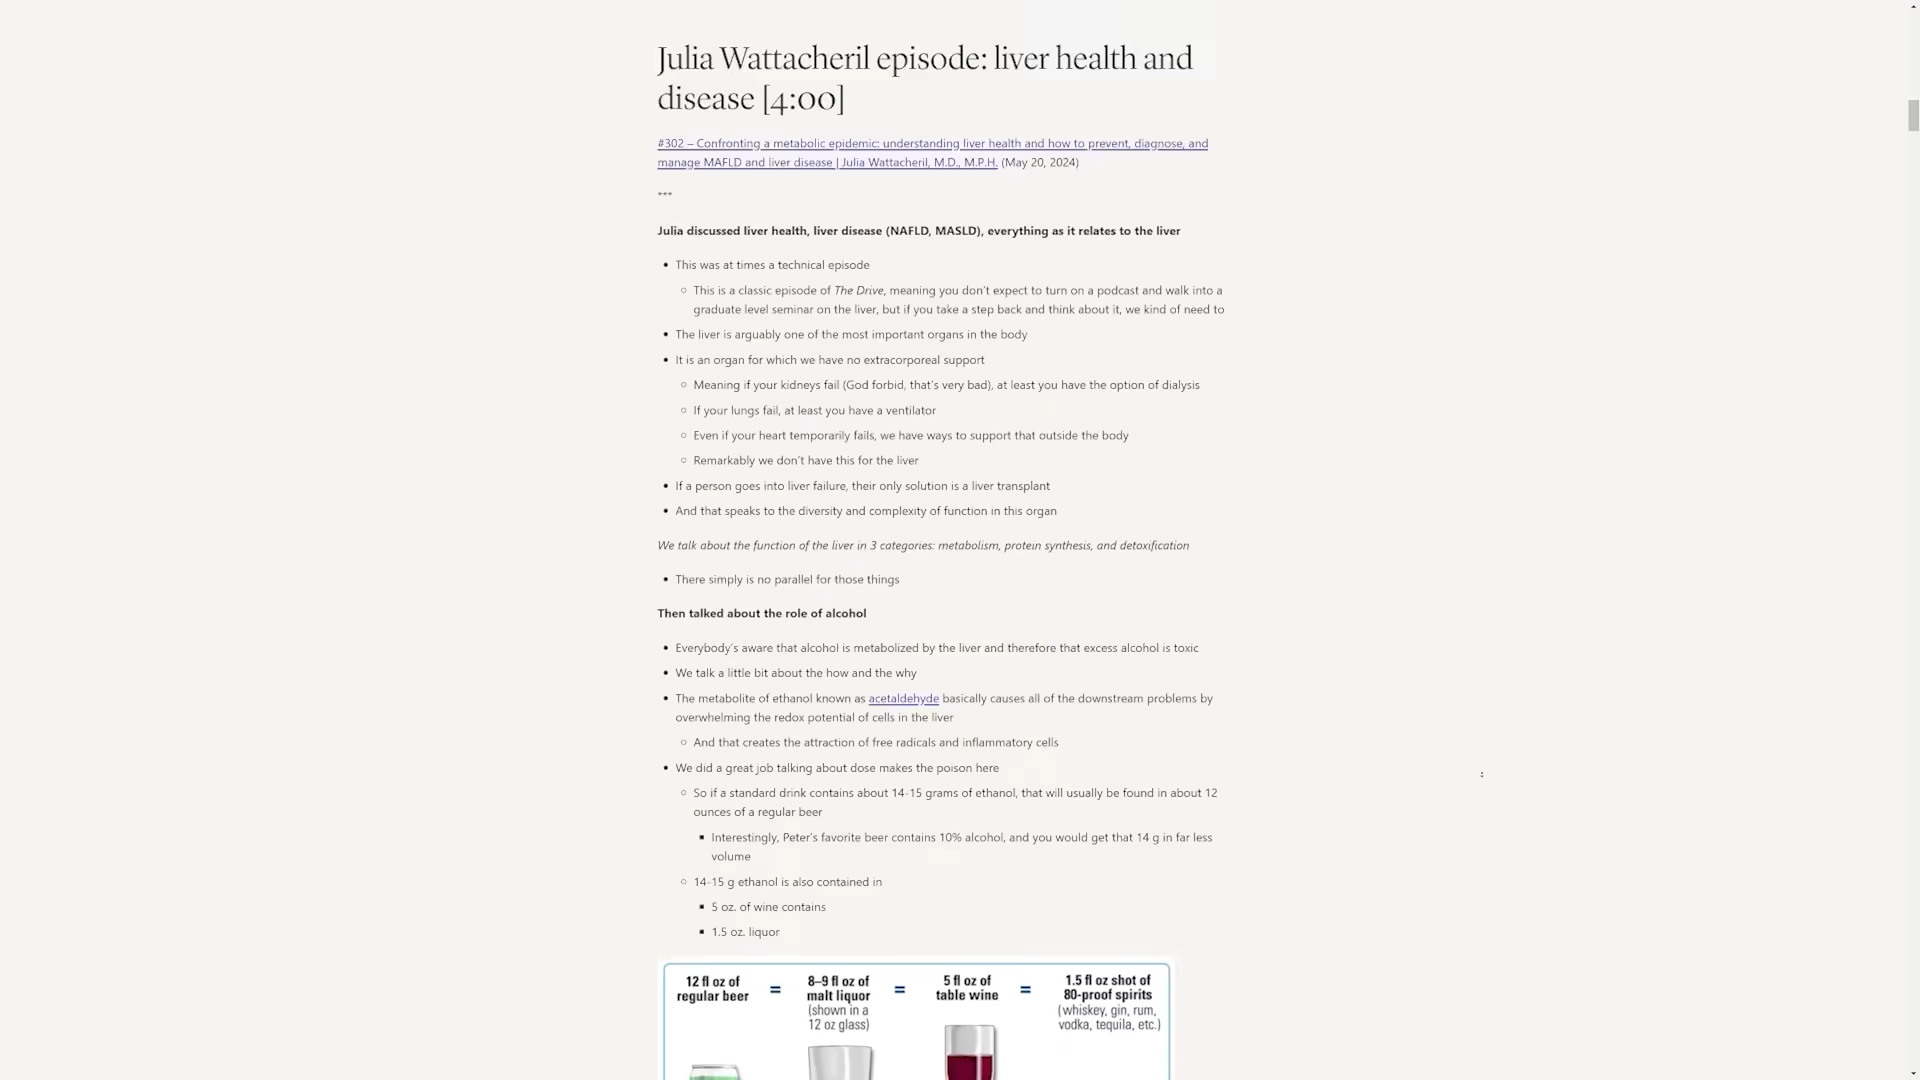 Julia Wattacheril episode: liver health and
disease [4:00]
#302 – Confronting a metabolic epidemic: understanding liver health and how to prevent, diagnose, and
manage MAFLD and liver disease | Julia Wattacheril, M.D., M.P.H. (May 20, 2024)
***
Julia discussed liver health, liver disease (NAFLD, MASLD), everything as it relates to the liver
• This was at times a technical episode
○ This is a classic episode of The Drive, meaning you don't expect to turn on a podcast and walk into a
graduate level seminar on the liver, but if you take a step back and think about it, we kind of need to
• The liver is arguably one of the most important organs in the body
• It is an organ for which we have no extracorporeal support
○ Meaning if your kidneys fail (God forbid, that's very bad), at least you have the option of dialysis
○ If your lungs fail, at least you have a ventilator
○ Even if your heart temporarily fails, we have ways to support that outside the body
○ Remarkably we don't have this for the liver
• If a person goes into liver failure, their only solution is a liver transplant
• And that speaks to the diversity and complexity of function in this organ
We talk about the function of the liver in 3 categories: metabolism, protein synthesis, and detoxification
• There simply is no parallel for those things
Then talked about the role of alcohol
• Everybody's aware that alcohol is metabolized by the liver and therefore that excess alcohol is toxic
• We talk a little bit about the how and the why
• The metabolite of ethanol known as acetaldehyde basically causes all of the downstream problems by
overwhelming the redox potential of cells in the liver
○ And that creates the attraction of free radicals and inflammatory cells
• We did a great job talking about dose makes the poison here
○ So if a standard drink contains about 14-15 grams of ethanol, that will usually be found in about 12
ounces of a regular beer
▪ Interestingly, Peter's favorite beer contains 10% alcohol, and you would get that 14 g in far less
volume
○ 14-15 g ethanol is also contained in
▪ 5 oz. of wine contains
▪ 1.5 oz. liquor
12 fl oz of
regular beer
=
8–9 fl oz of
malt liquor
(shown in a
12 oz glass)
=
5 fl oz of
table wine
=
1.5 fl oz shot of
80-proof spirits
(whiskey, gin, rum,
vodka, tequila, etc.)